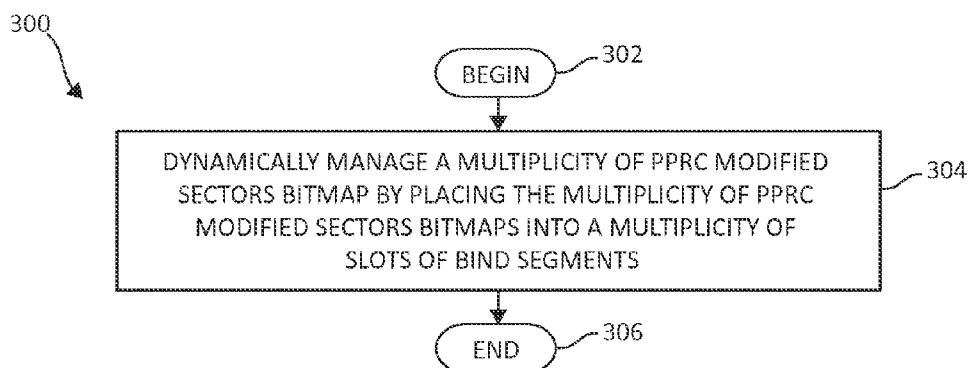 300
302
BEGIN
DYNAMICALLY MANAGE A MULTIPLICITY OF PPRC MODIFIED
SECTORS BITMAP BY PLACING THE MULTIPLICITY OF PPRC
MODIFIED SECTORS BITMAPS INTO A MULTIPLICITY OF
SLOTS OF BIND SEGMENTS
304
306
END